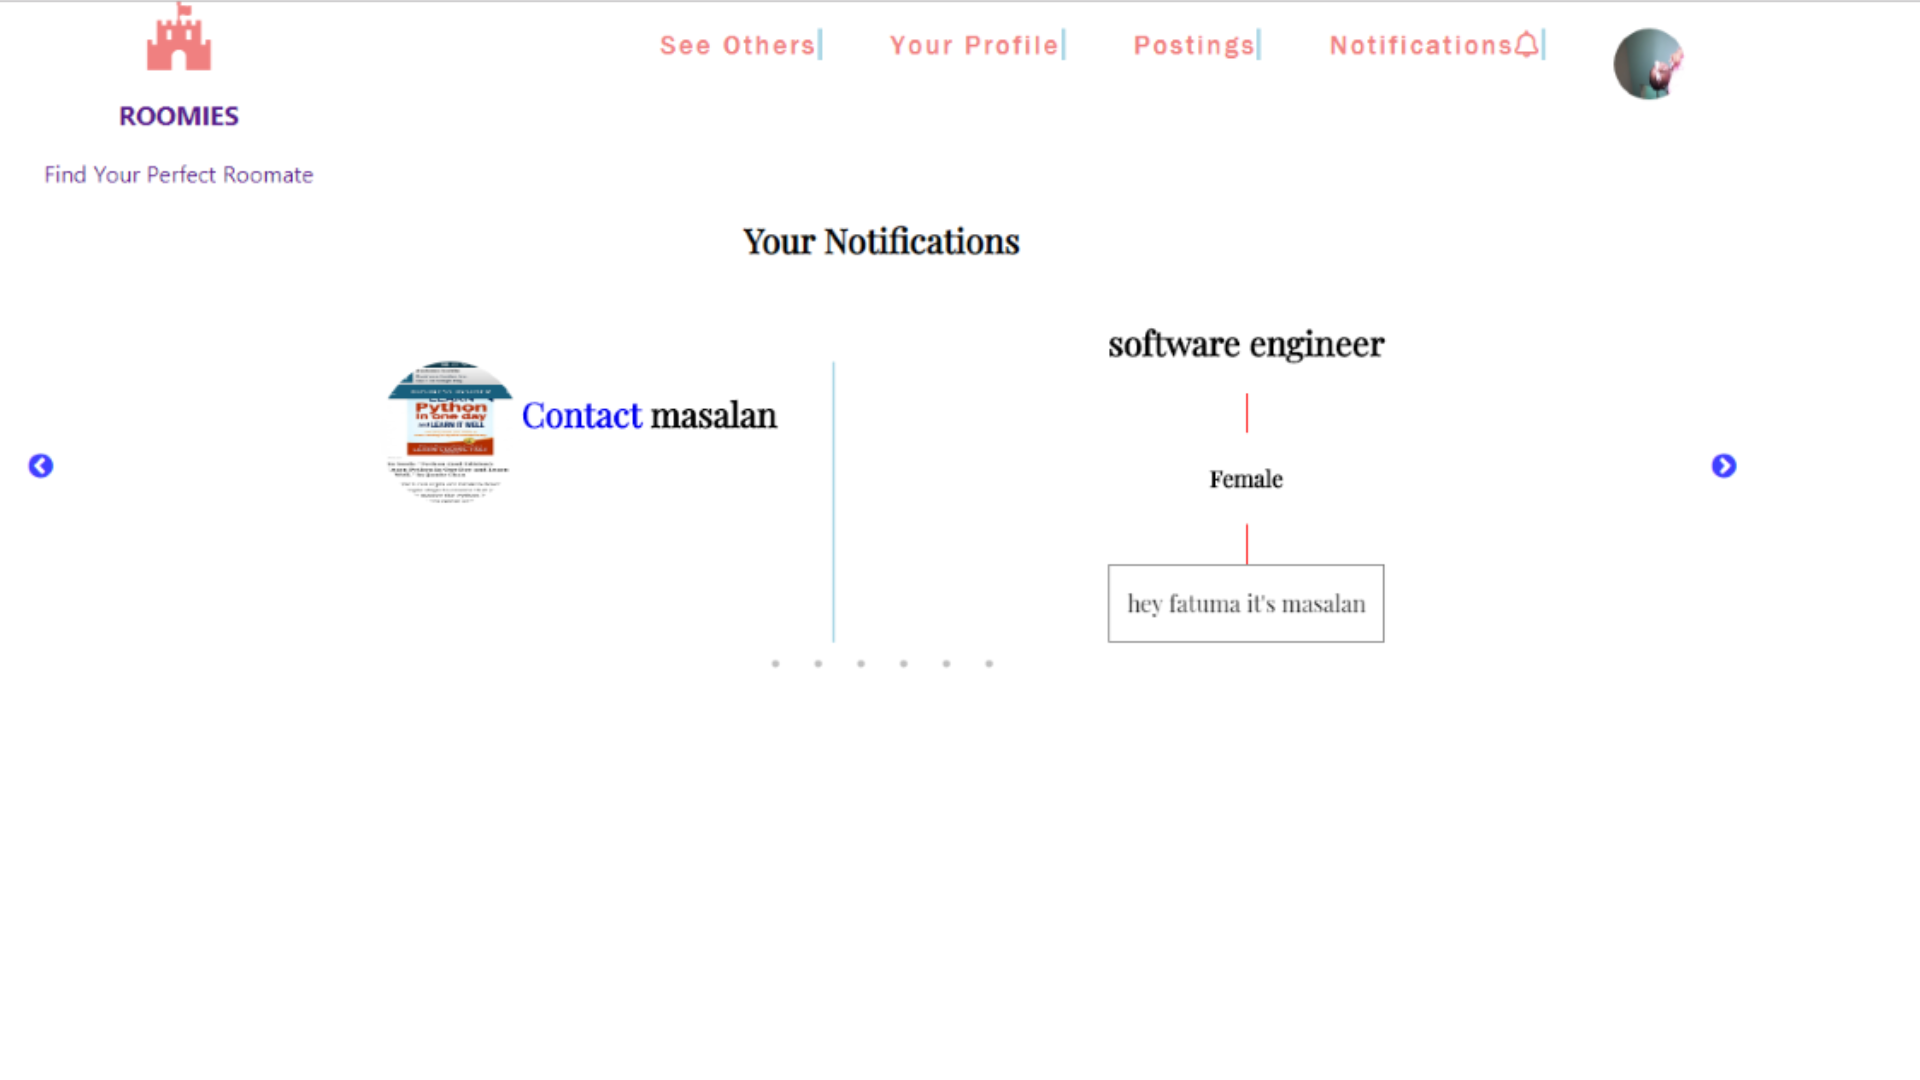 See Others
Your Profile
Postings
Notifications
ROOMIES
Find Your Perfect Roomate
Your Notifications
software engineer
Python
in one day
and LEARN IT WELL
Contact masalan
Female
hey fatuma it's masalan